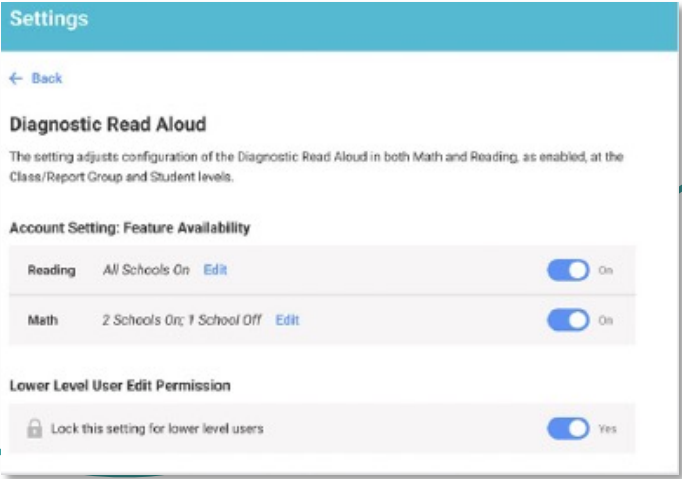 Settings
← Back
Diagnostic Read Aloud
The setting adjusts configuration of the Diagnostic Read Aloud in both Math and Reading, as enabled, at the
Class/Report Group and Student levels.
Account Setting: Feature Availability
Reading All Schools On Edit On
Math 2 Schools On; 1 School Off Edit On
Lower Level User Edit Permission
Lock this setting for lower level users Yes